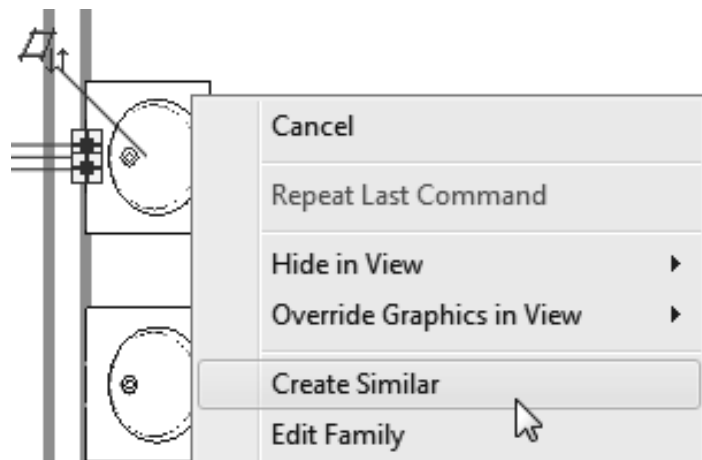 Cancel
Repeat Last Command
Hide in View
Override Graphics in View
Create Similar
Edit Family